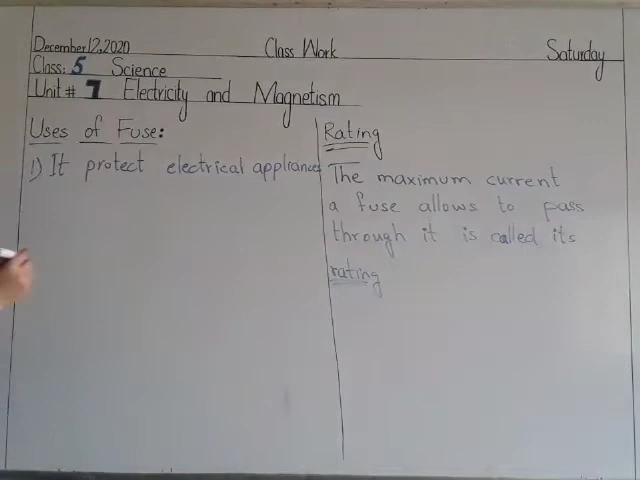 December 12, 2020 Class Work Saturday
Class: 5 Science
Unit # 7 Electricity and Magnetism
Uses of Fuse:
1) It protect electrical appliances
Rating
The maximum current
a fuse allows to pass
through it is called its
rating